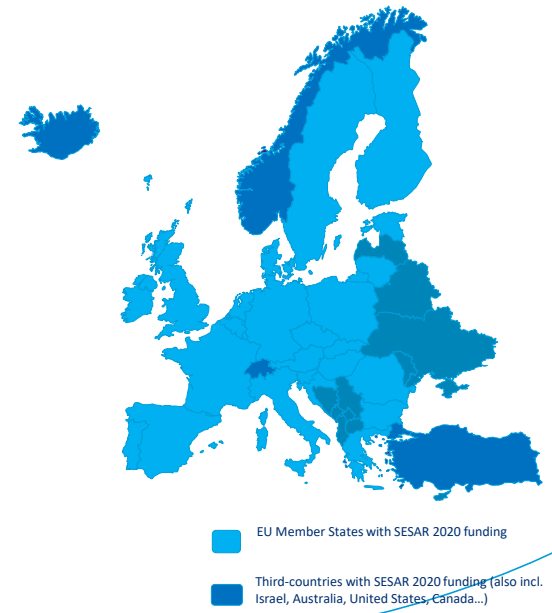 EU Member States with SESAR 2020 funding
Third-countries with SESAR 2020 funding (also incl.
Israel, Australia, United States, Canada...)